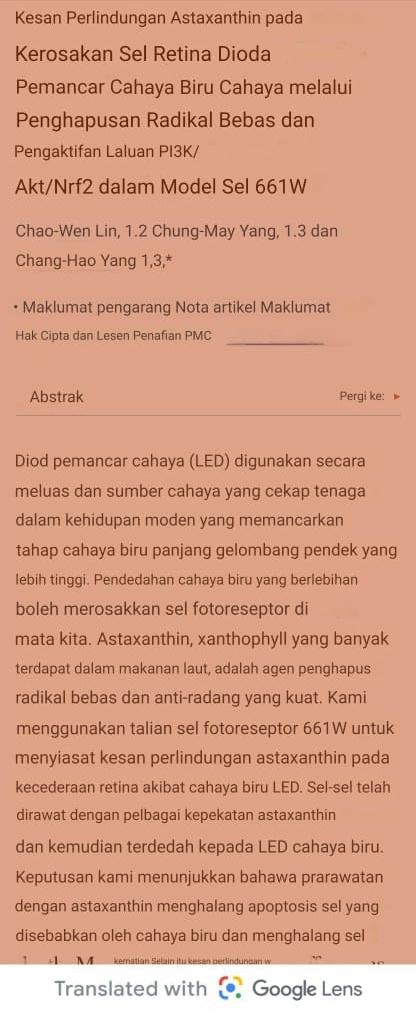 Kesan Perlindungan Astaxanthin pada
Kerosakan Sel Retina Dioda
Pemancar Cahaya Biru Cahaya melalui
Penghapusan Radikal Bebas dan
Pengaktifan Laluan PI3K/
Akt/Nrf2 dalam Model Sel 661W
Chao-Wen Lin, 1.2 Chung-May Yang, 1.3 dan
Chang-Hao Yang 1,3,*
• Maklumat pengarang Nota artikel Maklumat
Hak Cipta dan Lesen Penafian PMC
Abstrak Pergi ke: ►
Diod pemancar cahaya (LED) digunakan secara
meluas dan sumber cahaya yang cekap tenaga
dalam kehidupan moden yang memancarkan
tahap cahaya biru panjang gelombang pendek yang
lebih tinggi. Pendedahan cahaya biru yang berlebihan
boleh merosakkan sel fotoreseptor di
mata kita. Astaxanthin, xanthophyll yang banyak
terdapat dalam makanan laut, adalah agen penghapus
radikal bebas dan anti-radang yang kuat. Kami
menggunakan talian sel fotoreseptor 661W untuk
menyiasat kesan perlindungan astaxanthin pada
kecederaan retina akibat cahaya biru LED. Sel-sel telah
dirawat dengan pelbagai kepekatan astaxanthin
dan kemudian terdedah kepada LED cahaya biru.
Keputusan kami menunjukkan bahawa prarawatan
dengan astaxanthin menghalang apoptosis sel yang
disebabkan oleh cahaya biru dan menghalang sel
kematian Selain itu kesan perlindungan
Translated with Google Lens